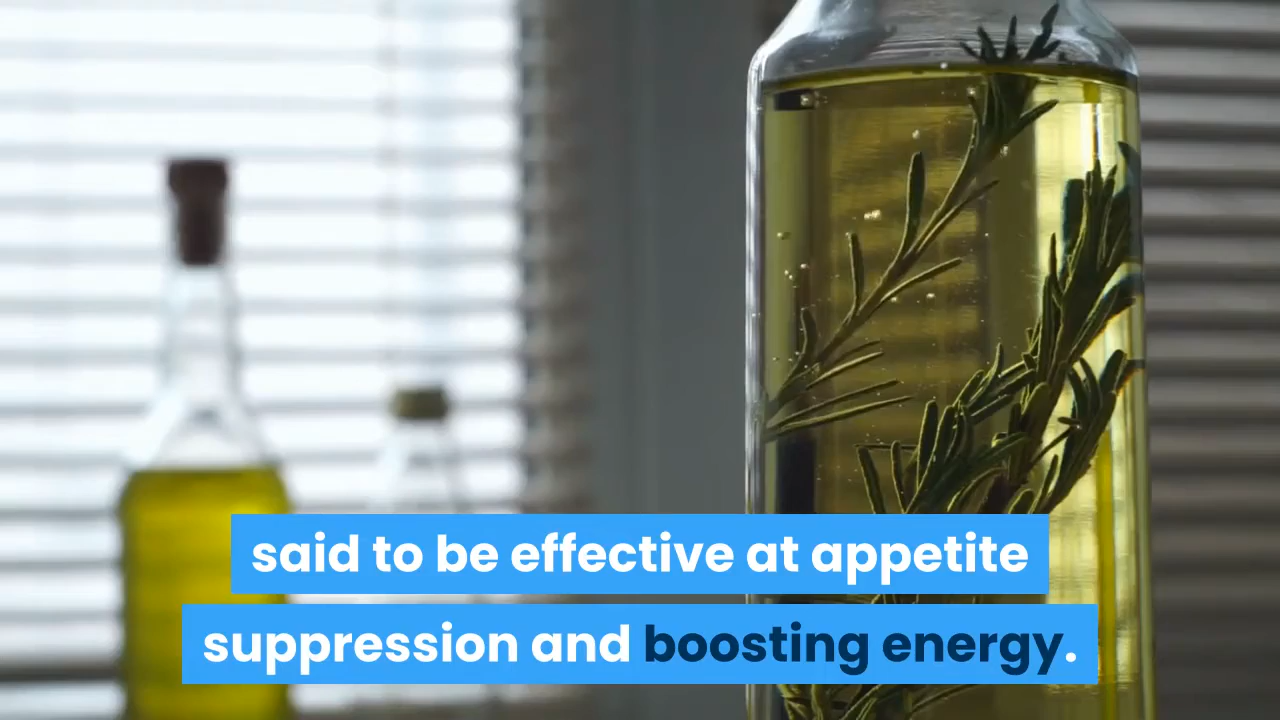 said to be effective at appetite
suppression and boosting energy.